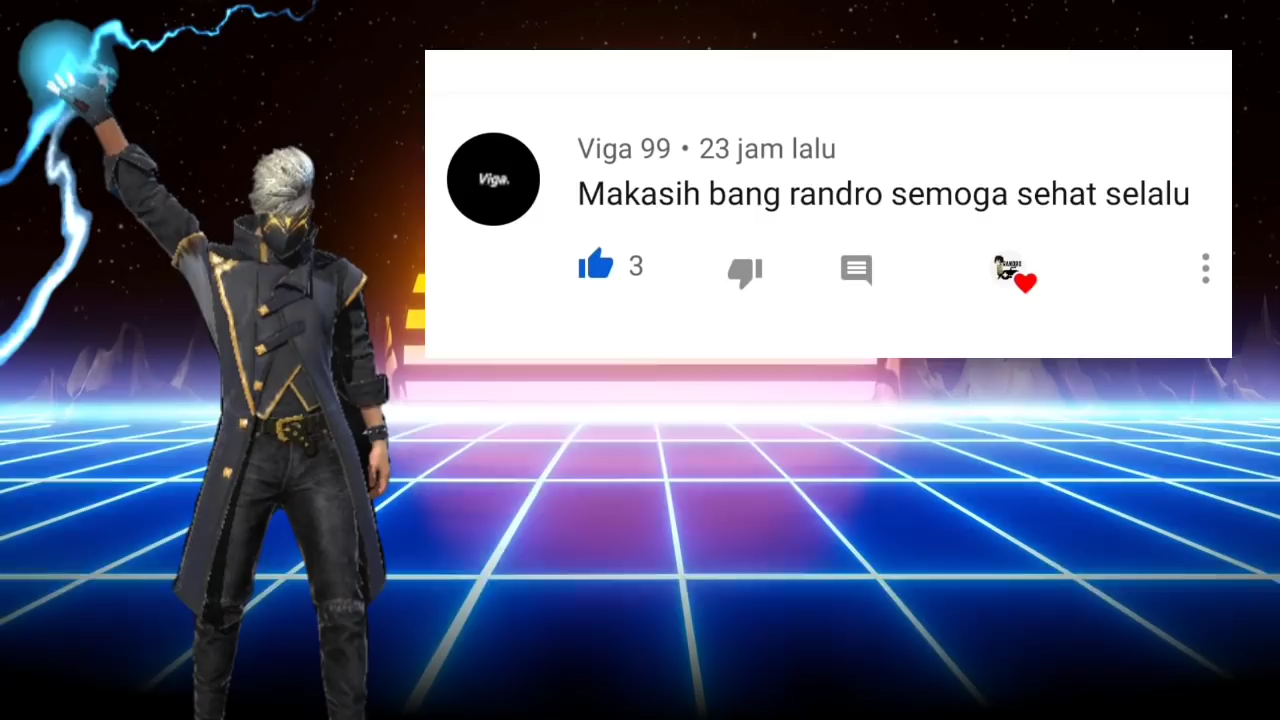 Viga 99 • 23 jam lalu
Viga.
Makasih bang randro semoga sehat selalu
3